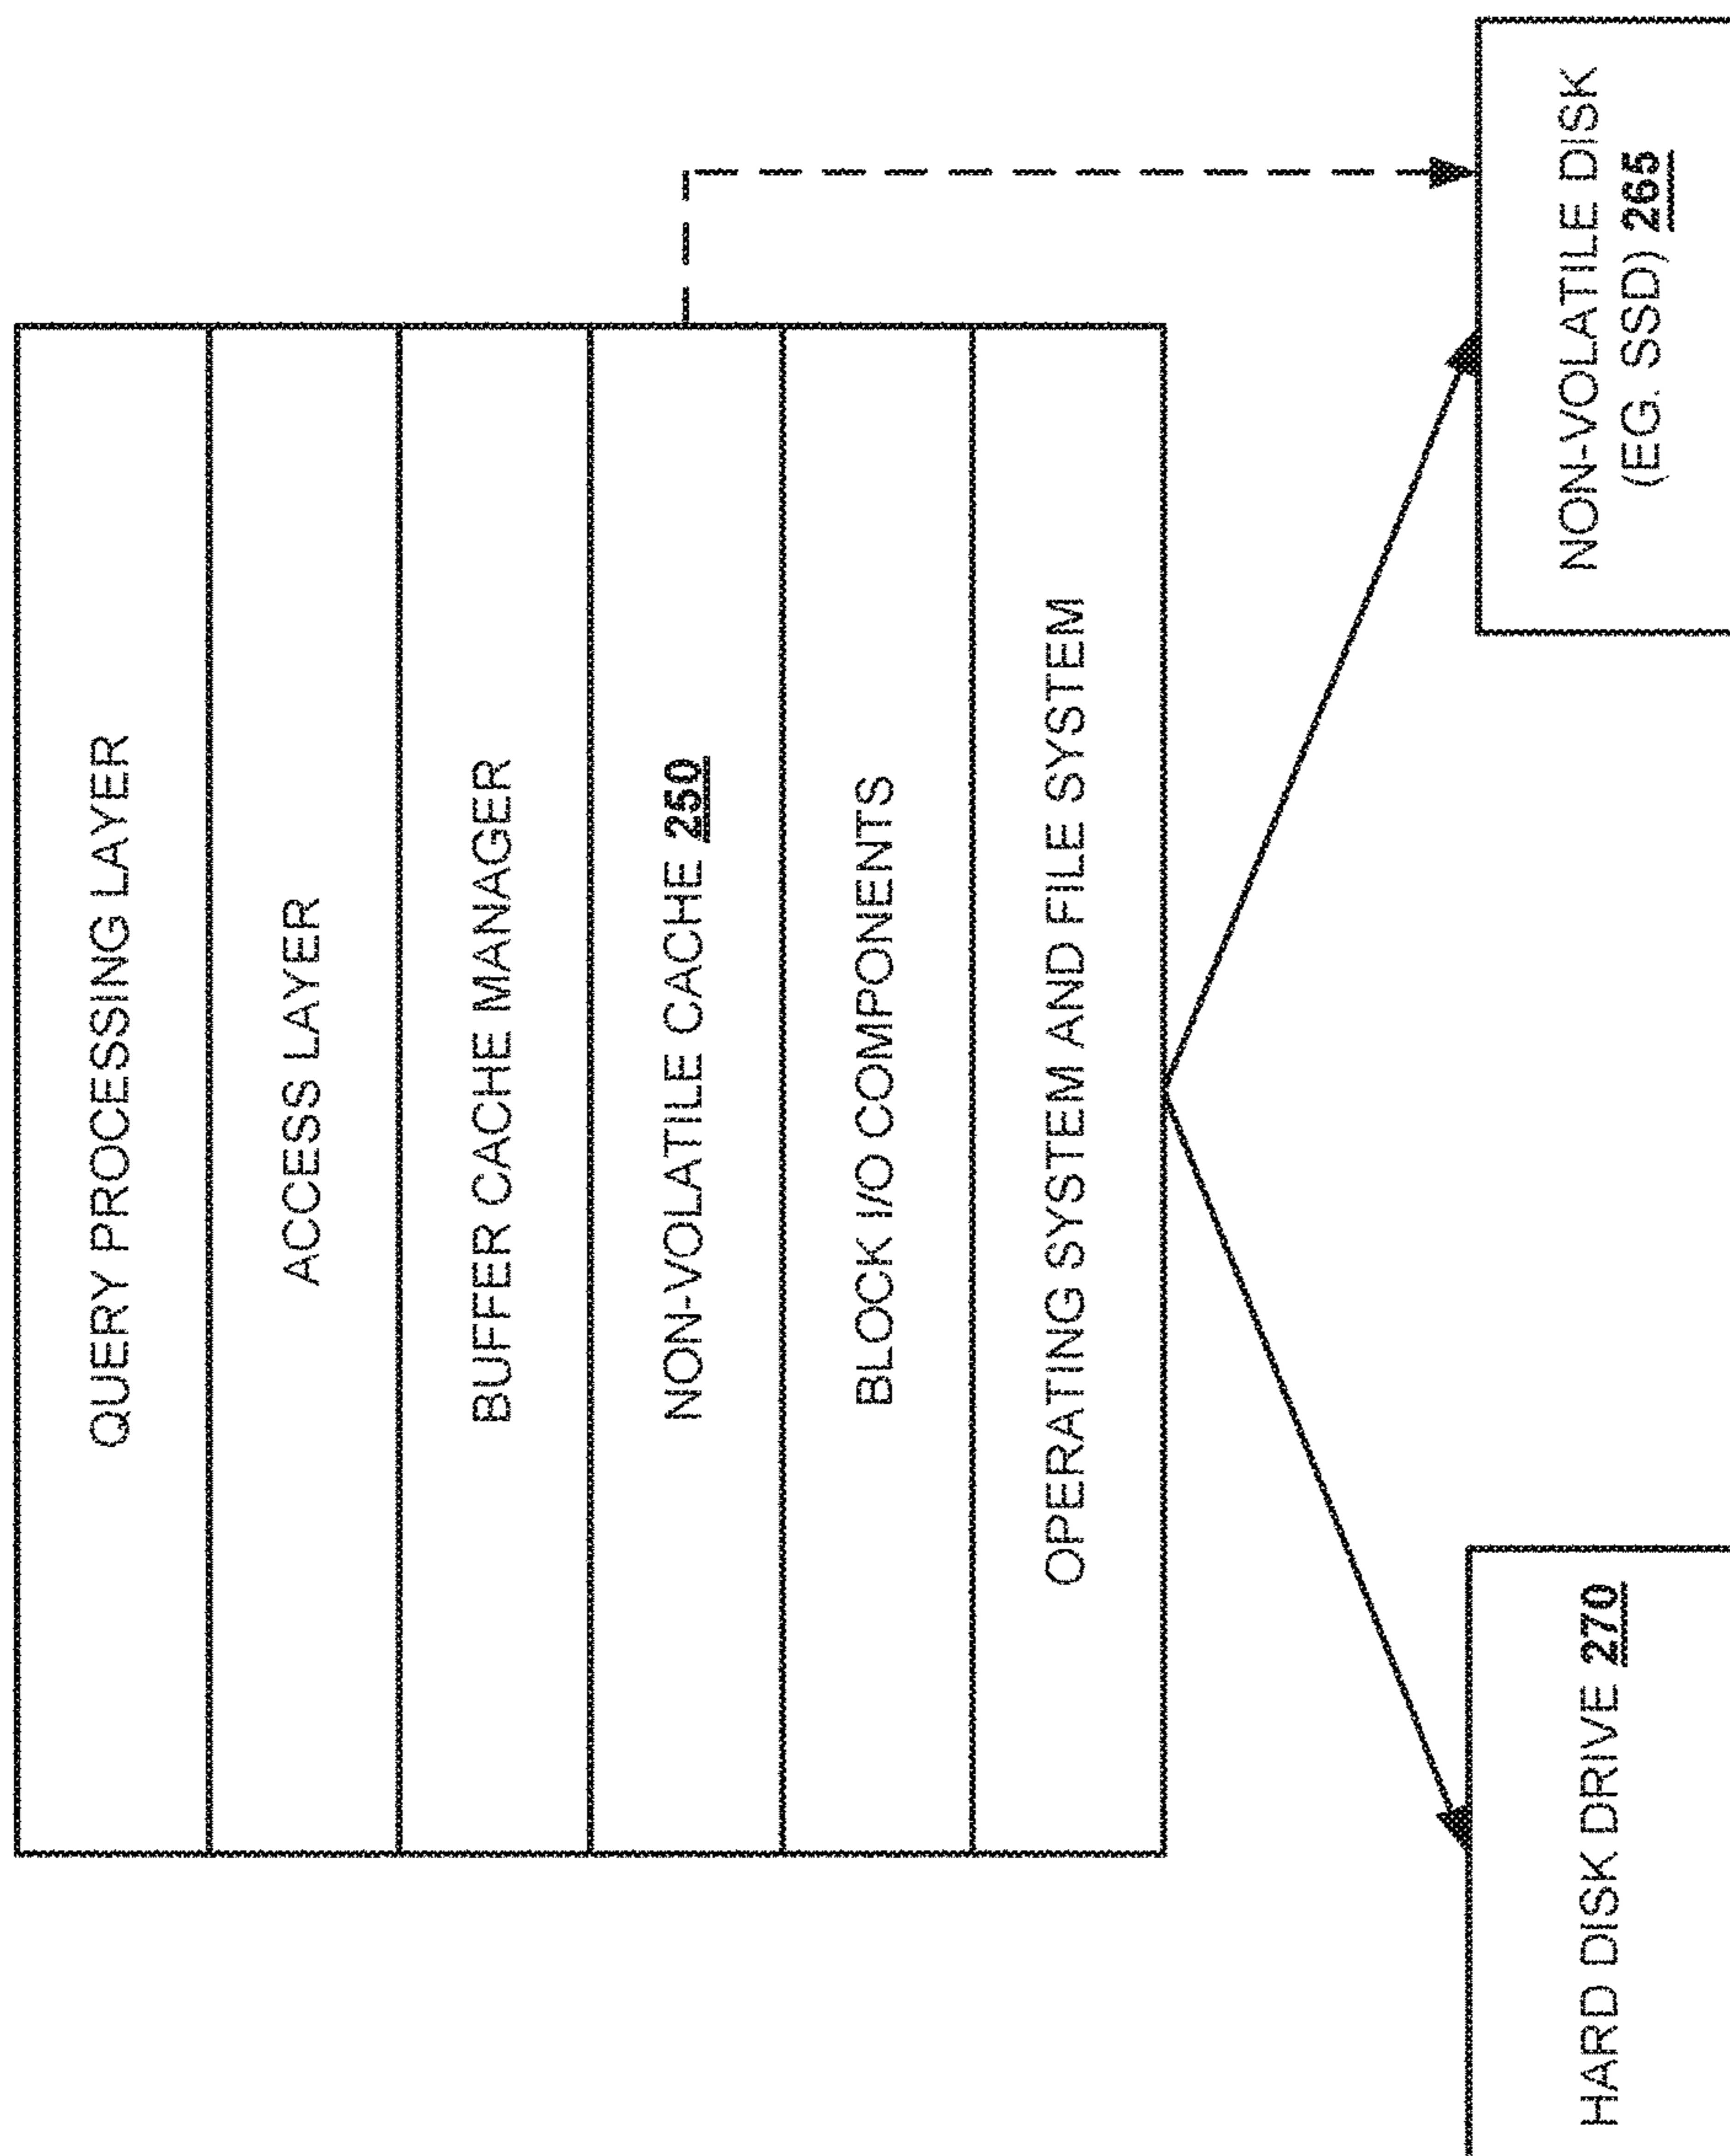 QUERY PROCESSING LAYER
ACCESS LAYER
BUFFER CACHE MANAGER
NON-VOLATILE CACHE 250
BLOCK I/O COMPONENTS
OPERATING SYSTEM AND FILE SYSTEM
HARD DISK DRIVE 270
NON-VOLATILE DISK
(EG. SSD) 265